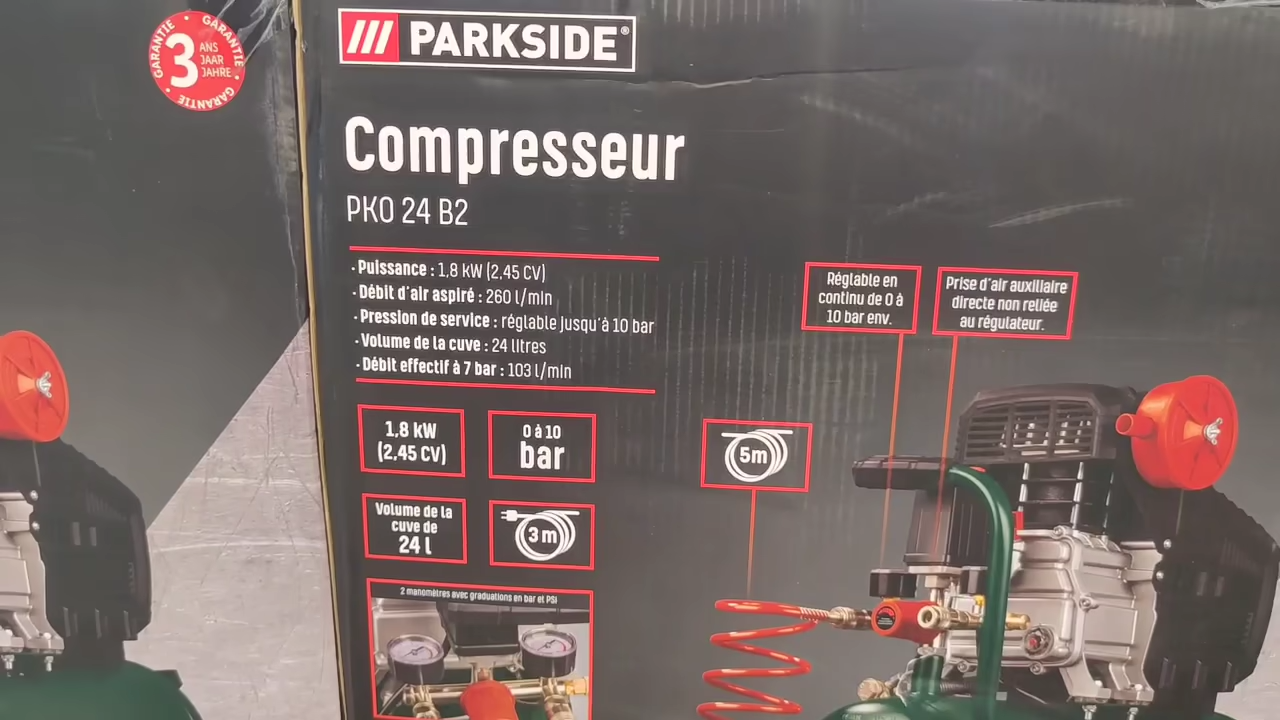 GARANTIE · GARANTIE · GARANTIE
3 ANS
JAAR
JAHRE
PARKSIDE®
Compresseur
PKO 24 B2
· Puissance : 1,8 kW (2,45 CV)
· Débit d'air aspiré : 260 l/min
· Pression de service : réglable jusqu'à 10 bar
· Volume de la cuve : 24 litres
· Débit effectif à 7 bar : 103 l/min
Réglable en
continu de 0 à
10 bar env.
Prise d'air auxiliaire
directe non reliée
au régulateur.
1,8 kW
(2,45 CV)
0 à 10
bar
5m
Volume de la
cuve de
24 l
3 m
2 manomètres avec graduations en bar et PSI